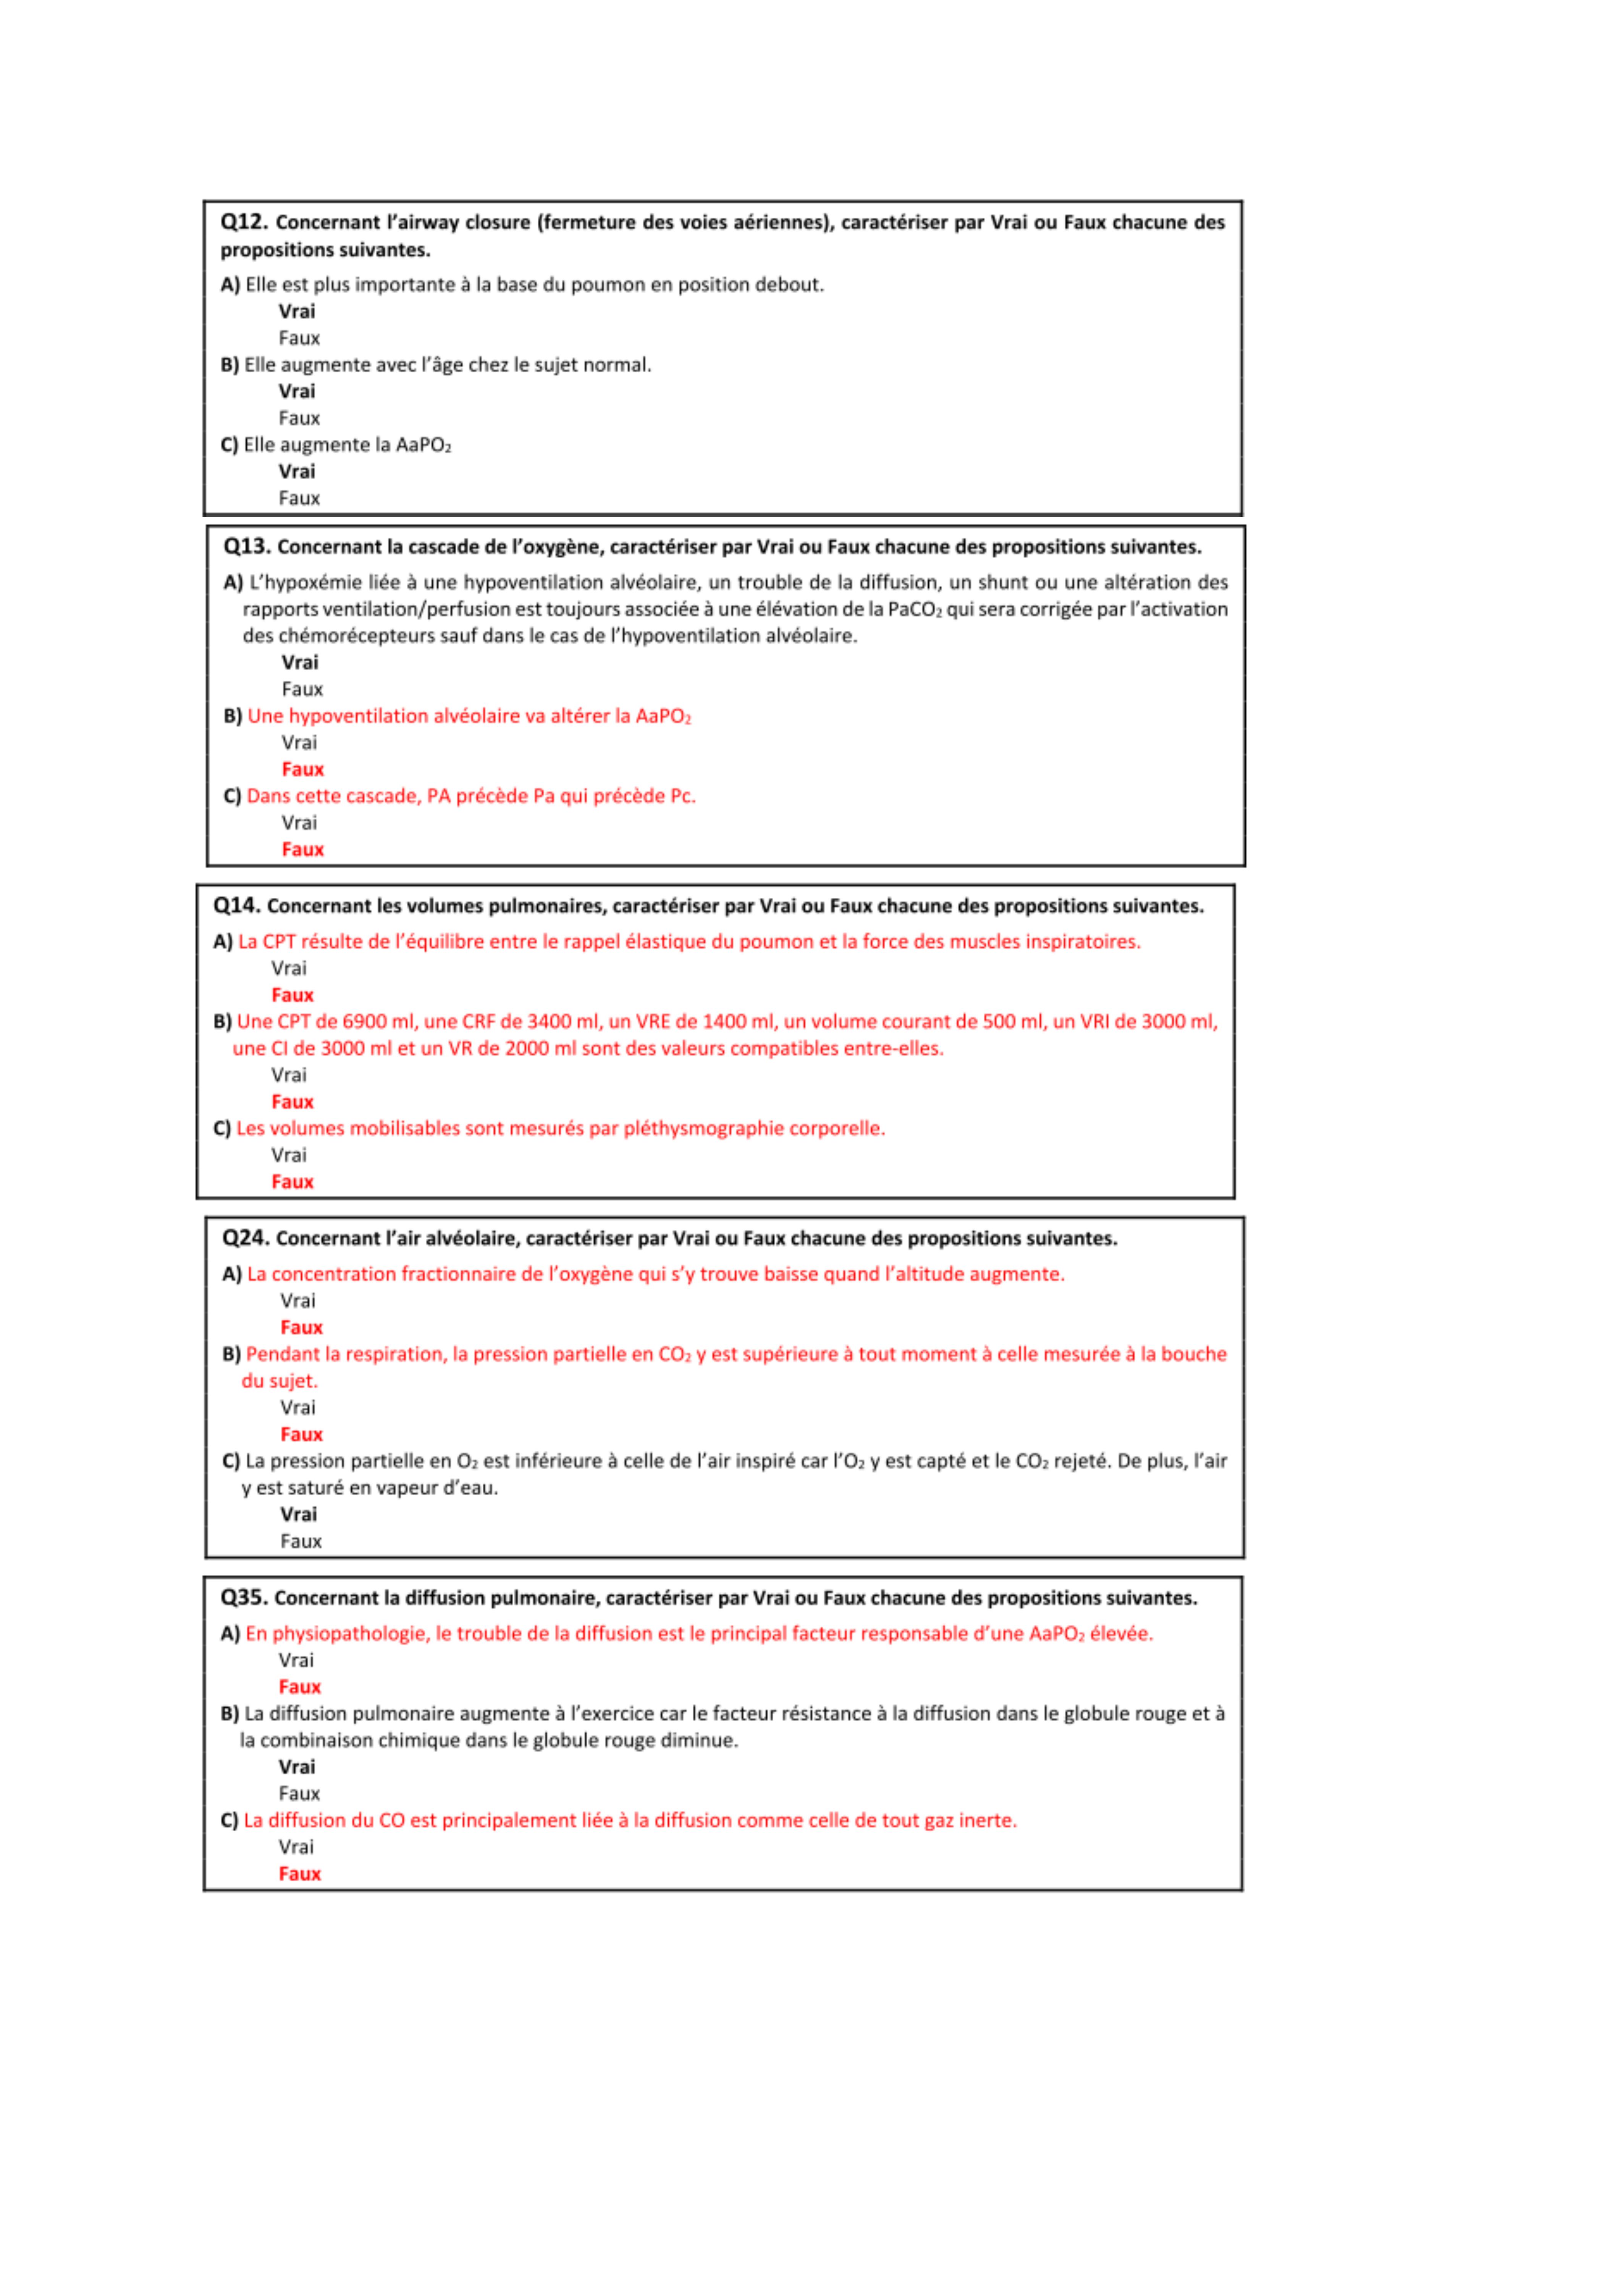 Q12. Concernant l’airway closure (fermeture des voies aériennes), caractériser par Vrai ou Faux chacune des
propositions suivantes.
A) Elle est plus importante à la base du poumon en position debout.
Vrai
Faux
B) Elle augmente avec l’âge chez le sujet normal.
Vrai
Faux
C) Elle augmente la AaPO₂
Vrai
Faux
Q13. Concernant la cascade de l’oxygène, caractériser par Vrai ou Faux chacune des propositions suivantes.
A) L’hypoxémie liée à une hypoventilation alvéolaire, un trouble de la diffusion, un shunt ou une altération des
rapports ventilation/perfusion est toujours associée à une élévation de la PaCO₂ qui sera corrigée par l’activation
des chémorécepteurs sauf dans le cas de l’hypoventilation alvéolaire.
Vrai
Faux
B) Une hypoventilation alvéolaire va altérer la AaPO₂
Vrai
Faux
C) Dans cette cascade, PA précède Pa qui précède Pc.
Vrai
Faux
Q14. Concernant les volumes pulmonaires, caractériser par Vrai ou Faux chacune des propositions suivantes.
A) La CPT résulte de l’équilibre entre le rappel élastique du poumon et la force des muscles inspiratoires.
Vrai
Faux
B) Une CPT de 6900 ml, une CRF de 3400 ml, un VRE de 1400 ml, un volume courant de 500 ml, un VRI de 3000 ml,
une CI de 3000 ml et un VR de 2000 ml sont des valeurs compatibles entre-elles.
Vrai
Faux
C) Les volumes mobilisables sont mesurés par pléthysmographie corporelle.
Vrai
Faux
Q24. Concernant l’air alvéolaire, caractériser par Vrai ou Faux chacune des propositions suivantes.
A) La concentration fractionnaire de l’oxygène qui s’y trouve baisse quand l’altitude augmente.
Vrai
Faux
B) Pendant la respiration, la pression partielle en CO₂ y est supérieure à tout moment à celle mesurée à la bouche
du sujet.
Vrai
Faux
C) La pression partielle en O₂ est inférieure à celle de l’air inspiré car l’O₂ y est capté et le CO₂ rejeté. De plus, l’air
y est saturé en vapeur d’eau.
Vrai
Faux
Q35. Concernant la diffusion pulmonaire, caractériser par Vrai ou Faux chacune des propositions suivantes.
A) En physiopathologie, le trouble de la diffusion est le principal facteur responsable d’une AaPO₂ élevée.
Vrai
Faux
B) La diffusion pulmonaire augmente à l’exercice car le facteur résistance à la diffusion dans le globule rouge et à
la combinaison chimique dans le globule rouge diminue.
Vrai
Faux
C) La diffusion du CO est principalement liée à la diffusion comme celle de tout gaz inerte.
Vrai
Faux